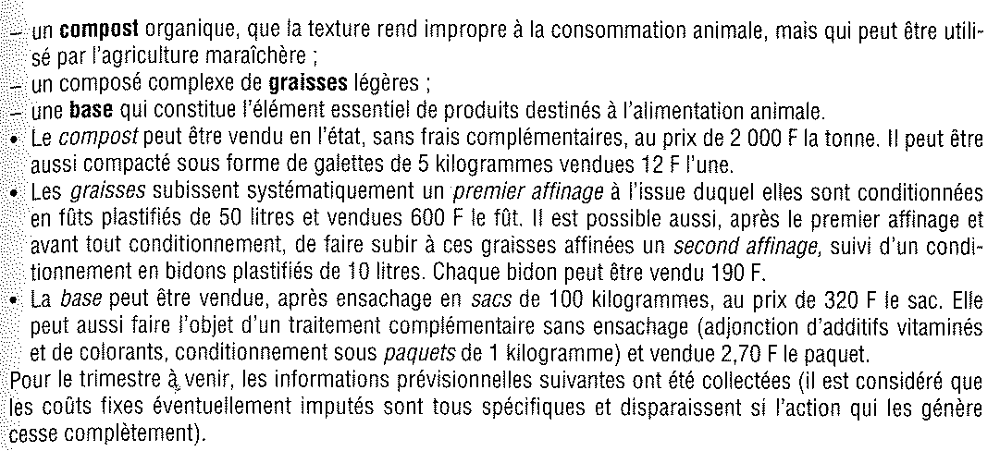 – un compost organique, que la texture rend impropre à la consommation animale, mais qui peut être utili-
sé par l'agriculture maraîchère ;
– un composé complexe de graisses légères ;
– une base qui constitue l'élément essentiel de produits destinés à l'alimentation animale.
• Le compost peut être vendu en l'état, sans frais complémentaires, au prix de 2 000 F la tonne. Il peut être
aussi compacté sous forme de galettes de 5 kilogrammes vendues 12 F l'une.
• Les graisses subissent systématiquement un premier affinage à l'issue duquel elles sont conditionnées
en fûts plastifiés de 50 litres et vendues 600 F le fût. Il est possible aussi, après le premier affinage et
avant tout conditionnement, de faire subir à ces graisses affinées un second affinage, suivi d'un condi-
tionnement en bidons plastifiés de 10 litres. Chaque bidon peut être vendu 190 F.
• La base peut être vendue, après ensachage en sacs de 100 kilogrammes, au prix de 320 F le sac. Elle
peut aussi faire l'objet d'un traitement complémentaire sans ensachage (adjonction d'additifs vitaminés
et de colorants, conditionnement sous paquets de 1 kilogramme) et vendue 2,70 F le paquet.
Pour le trimestre à venir, les informations prévisionnelles suivantes ont été collectées (il est considéré que
les coûts fixes éventuellement imputés sont tous spécifiques et disparaissent si l'action qui les génère
cesse complètement).